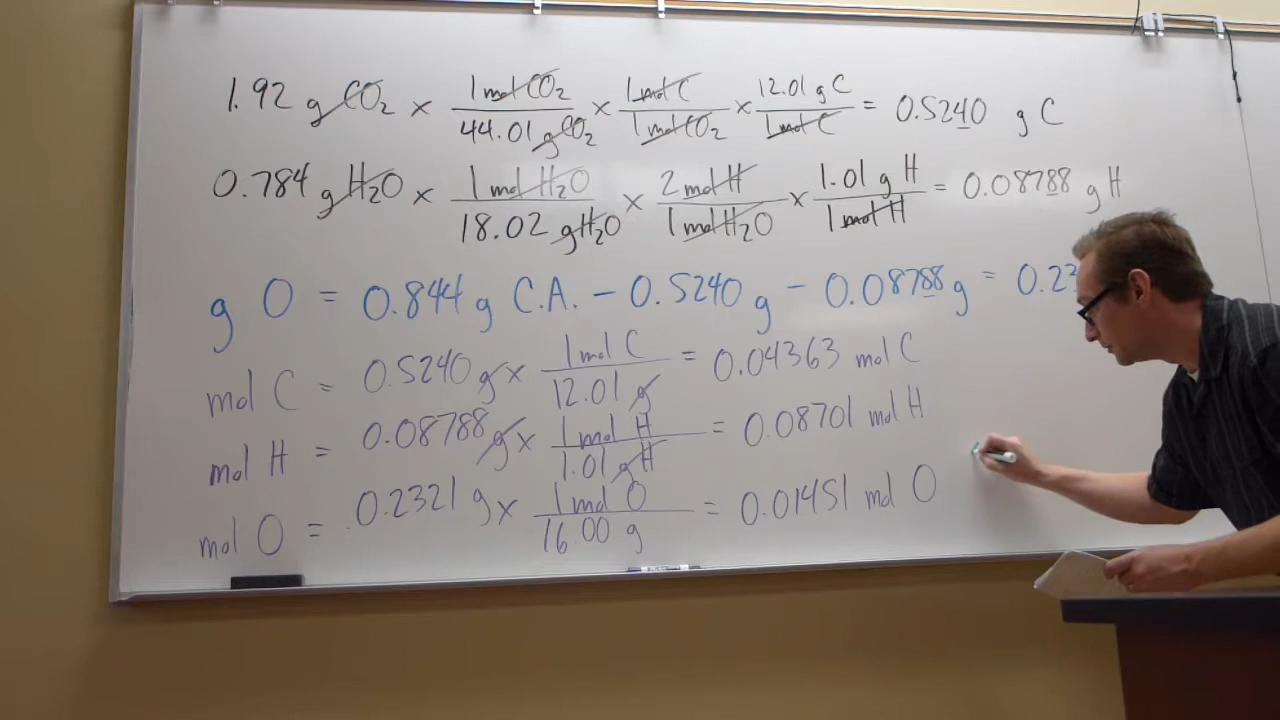 1.92 g CO₂ × 1 mol CO₂ / 44.01 g CO₂ × 1 mol C / 1 mol CO₂ × 12.01 g C / 1 mol C = 0.5240 g C
0.784 g H₂O × 1 mol H₂O / 18.02 g H₂O × 2 mol H / 1 mol H₂O × 1.01 g H / 1 mol H = 0.08788 g H
g O = 0.844 g C.A. - 0.5240 g - 0.08788 g = 0.23
mol C = 0.5240 g × 1 mol C / 12.01 g = 0.04363 mol C
mol H = 0.08788 g × 1 mol H / 1.01 g H = 0.08701 mol H
mol O = 0.2321 g × 1 mol O / 16.00 g = 0.01451 mol O